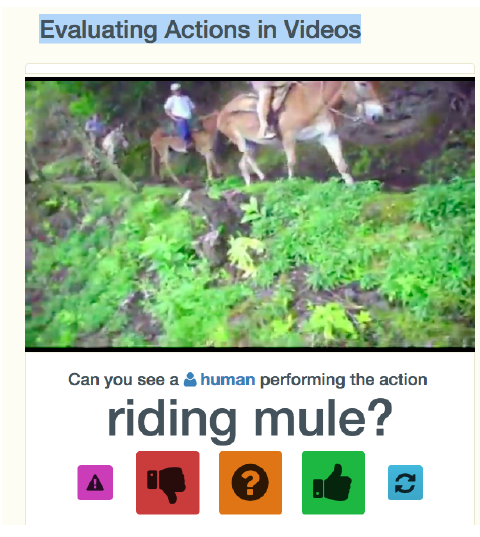 Evaluating Actions in Videos
Can you see a human performing the action
riding mule?